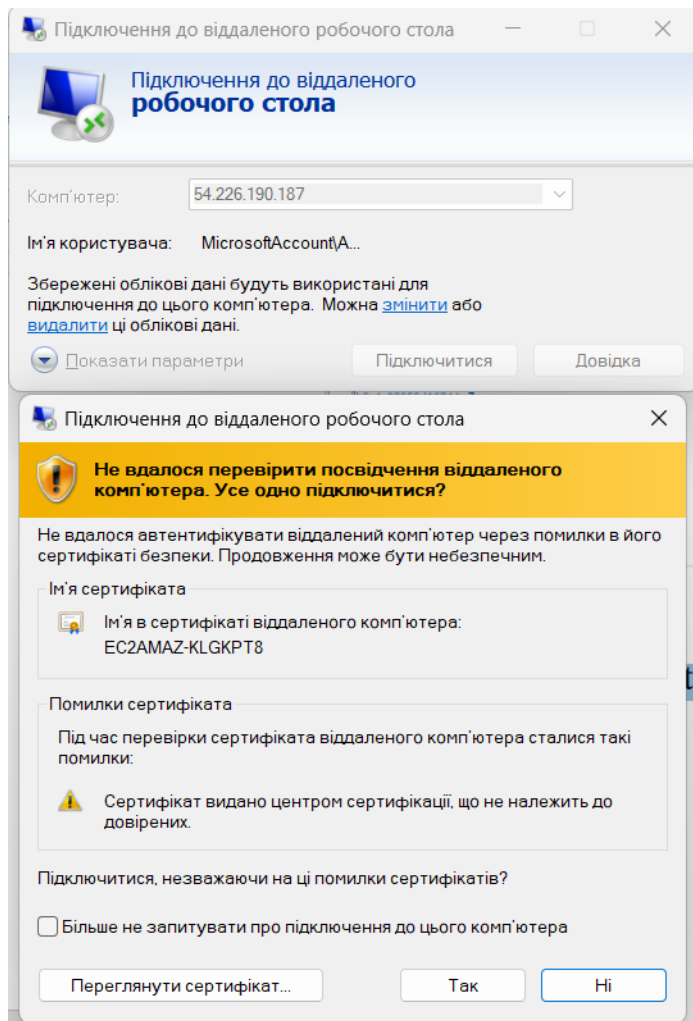 Підключення до віддаленого робочого стола
Підключення до віддаленого
робочого стола
Комп'ютер:
54.226.190.187
Ім'я користувача:
MicrosoftAccount\A...
Збережені облікові дані будуть використані для
підключення до цього комп'ютера. Можна змінити або
видалити ці облікові дані.
Показати параметри
Підключитися
Довідка
Підключення до віддаленого робочого стола
Не вдалося перевірити посвідчення віддаленого
комп'ютера. Усе одно підключитися?
Не вдалося автентифікувати віддалений комп'ютер через помилки в його
сертифікаті безпеки. Продовження може бути небезпечним.
Ім'я сертифіката
Ім'я в сертифікаті віддаленого комп'ютера:
EC2AMAZ-KLGKPT8
Помилки сертифіката
Під час перевірки сертифіката віддаленого комп'ютера сталися такі
помилки:
Сертифікат видано центром сертифікації, що не належить до
довірених.
Підключитися, незважаючи на ці помилки сертифікатів?
Більше не запитувати про підключення до цього комп'ютера
Переглянути сертифікат...
Так
Ні